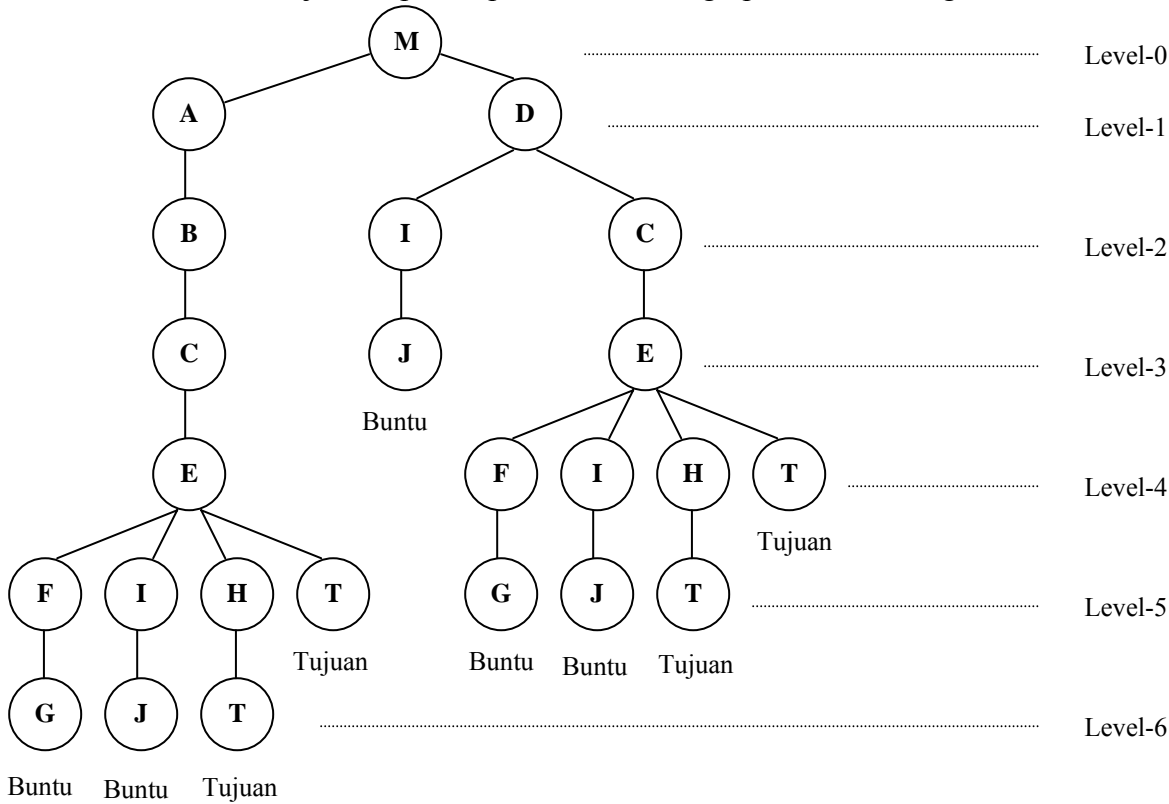 M Level-0
A D Level-1
B I C Level-2
C J E Level-3
Buntu
E F I H T Level-4
Tujuan
F I H T G J T Level-5
Tujuan Buntu Buntu Tujuan
G J T Level-6
Buntu Buntu Tujuan